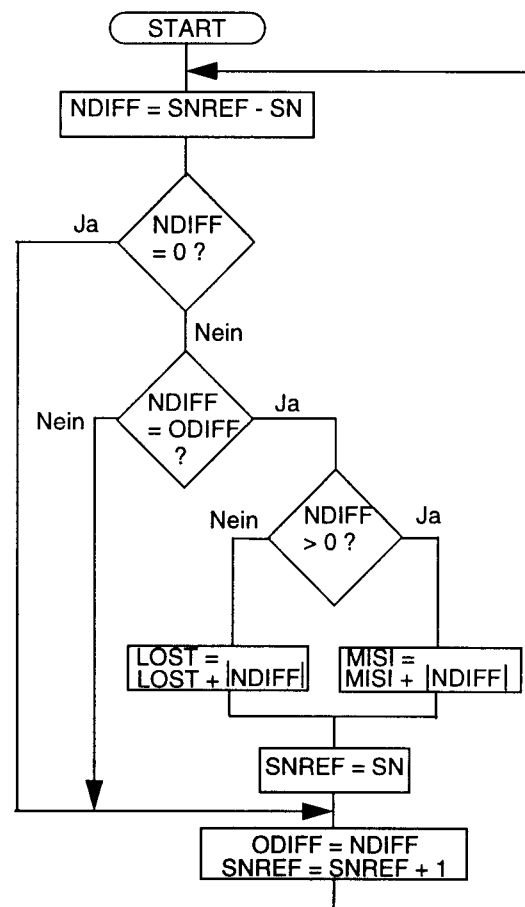 START
NDIFF = SNREF - SN
Ja
NDIFF
= 0 ?
Nein
Nein
NDIFF
= ODIFF
?
Ja
Nein
NDIFF
> 0 ?
Ja
LOST =
LOST + |NDIFF|
MISI =
MISI + |NDIFF|
SNREF = SN
ODIFF = NDIFF
SNREF = SNREF + 1